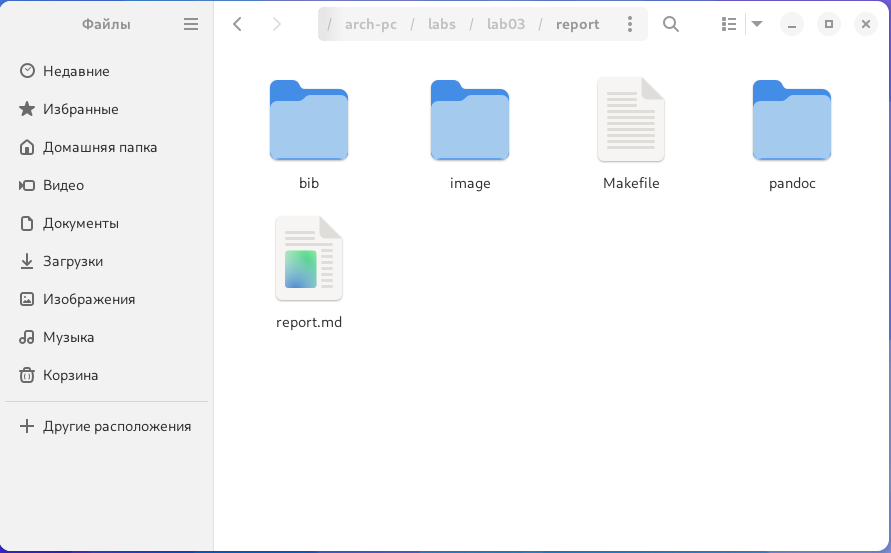 Файлы
/ arch-pc / labs / lab03 / report
Недавние
Избранные
Домашняя папка
Видео
Документы
Загрузки
Изображения
Музыка
Корзина
Другие расположения
bib
image
Makefile
pandoc
report.md